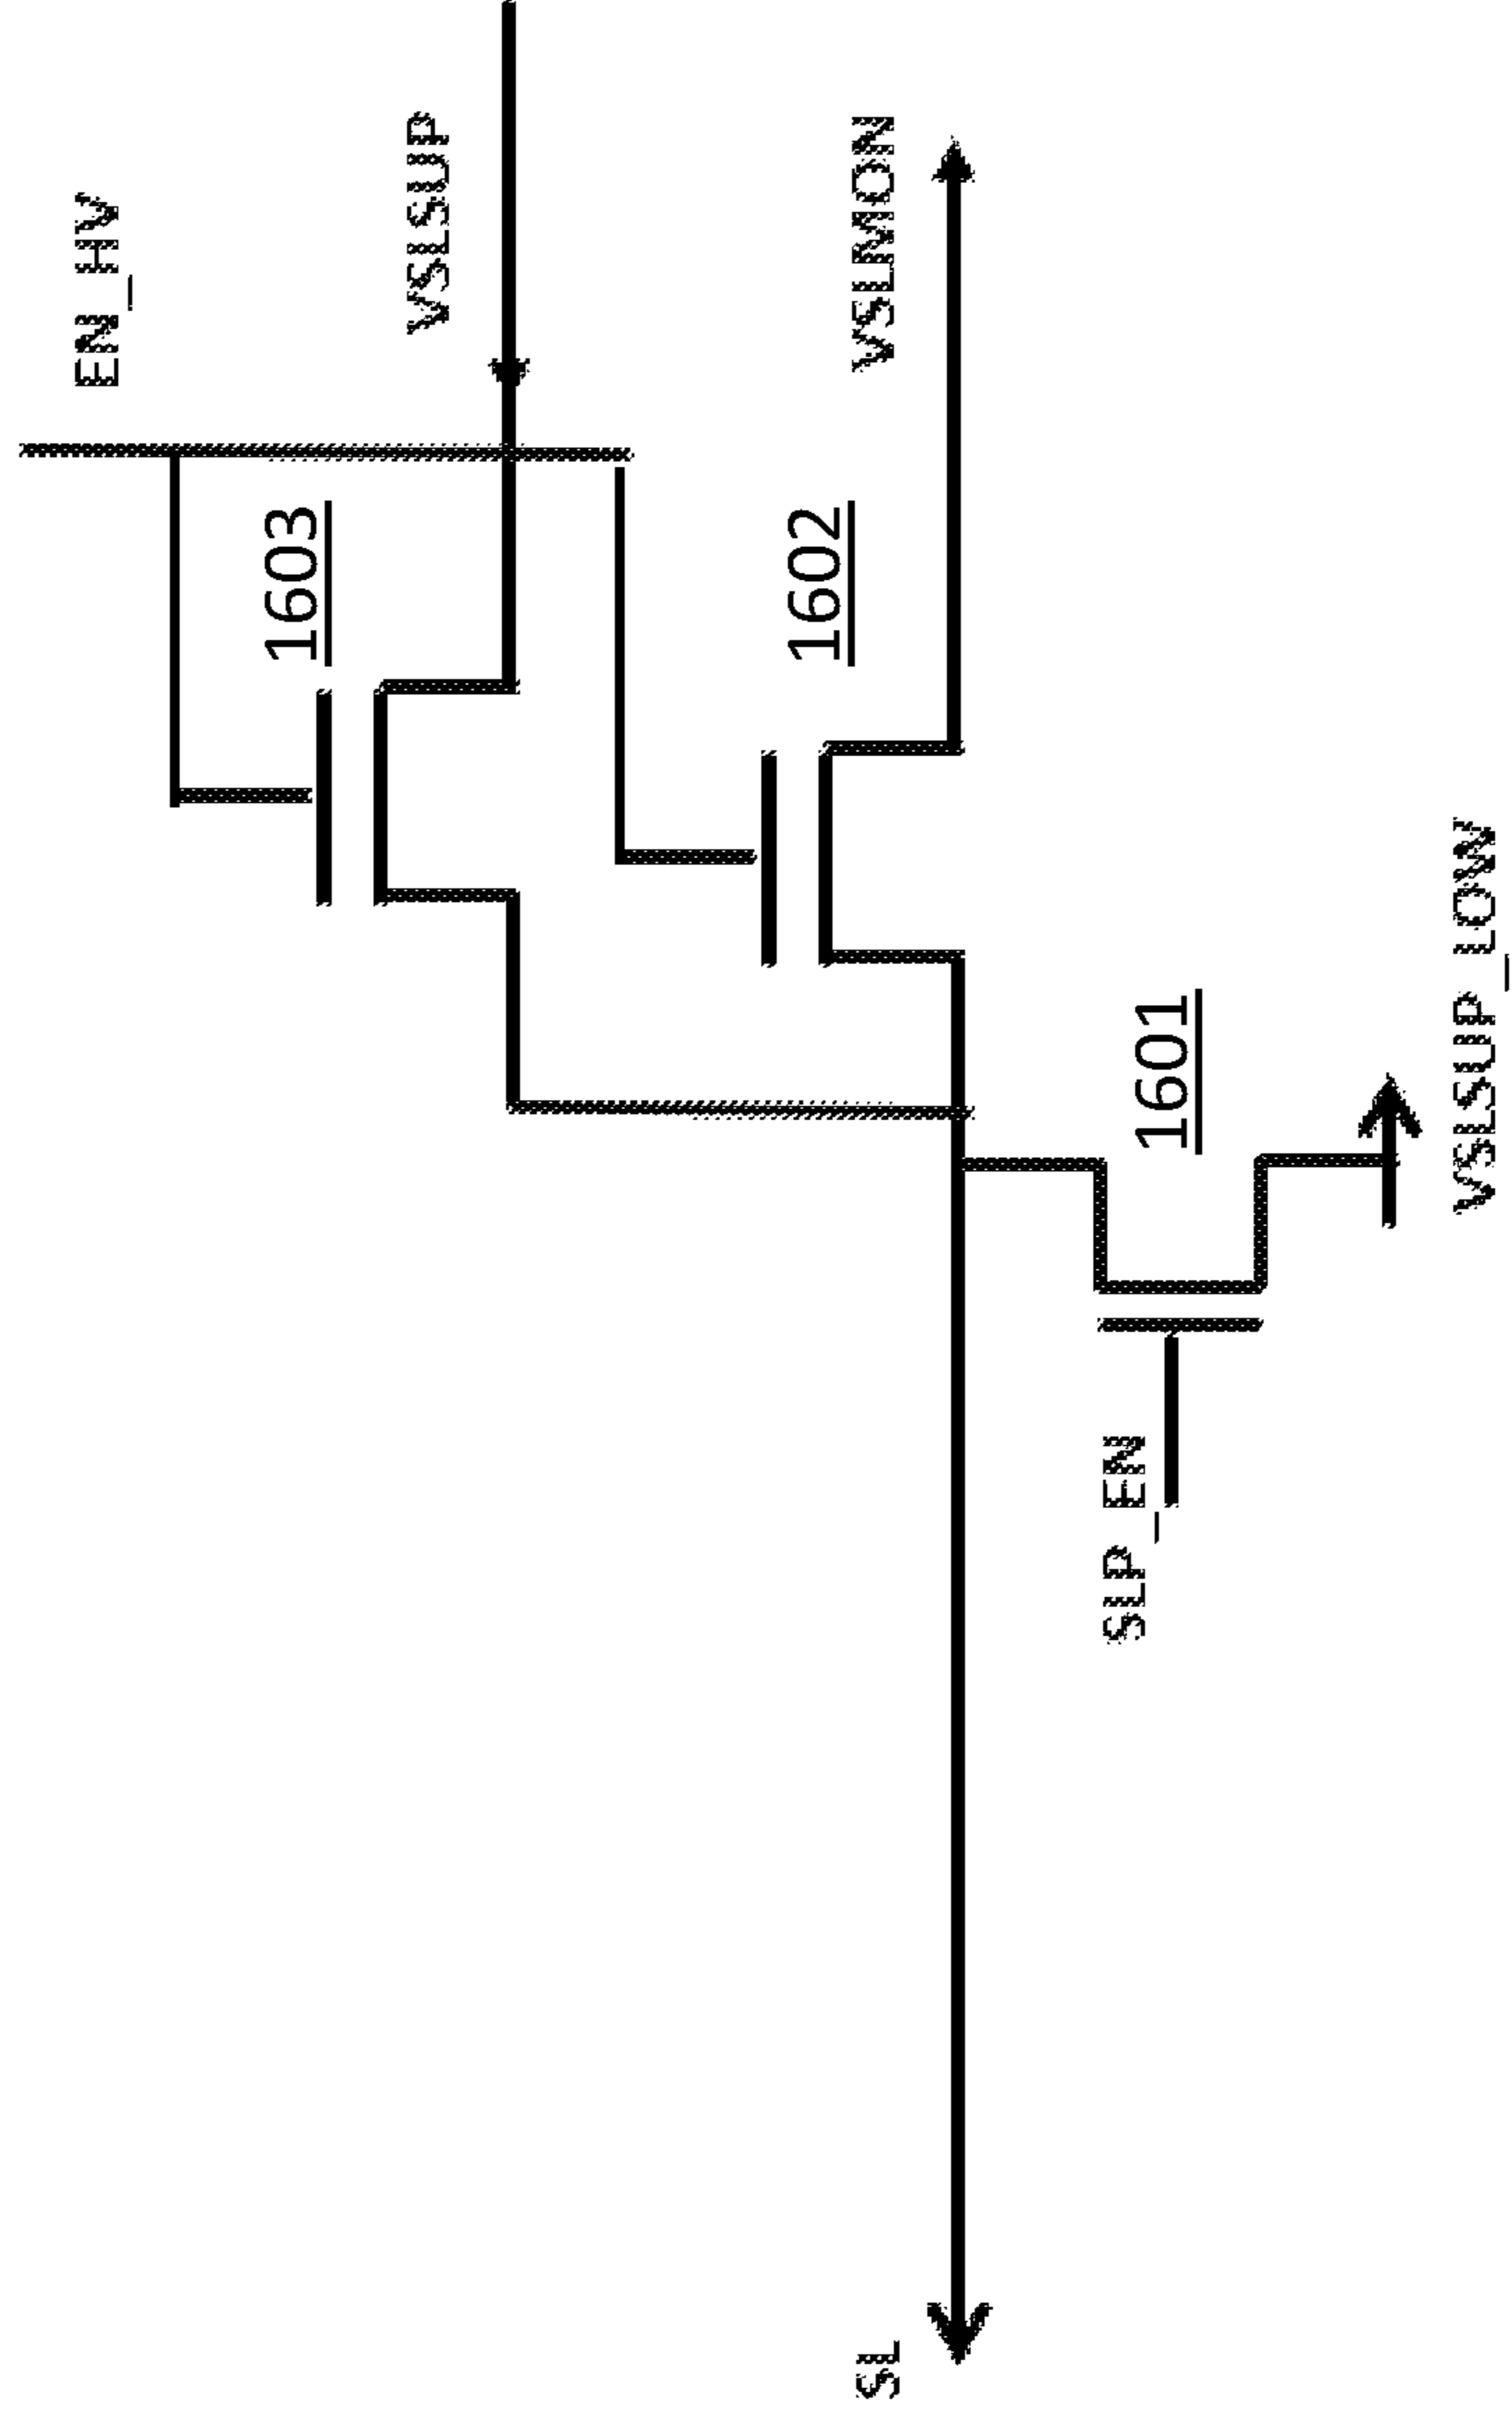 EN_HV
1603
VSLSUP
1602
SL
VSLMON
SLP_EN
1601
VSLSUP_LOW